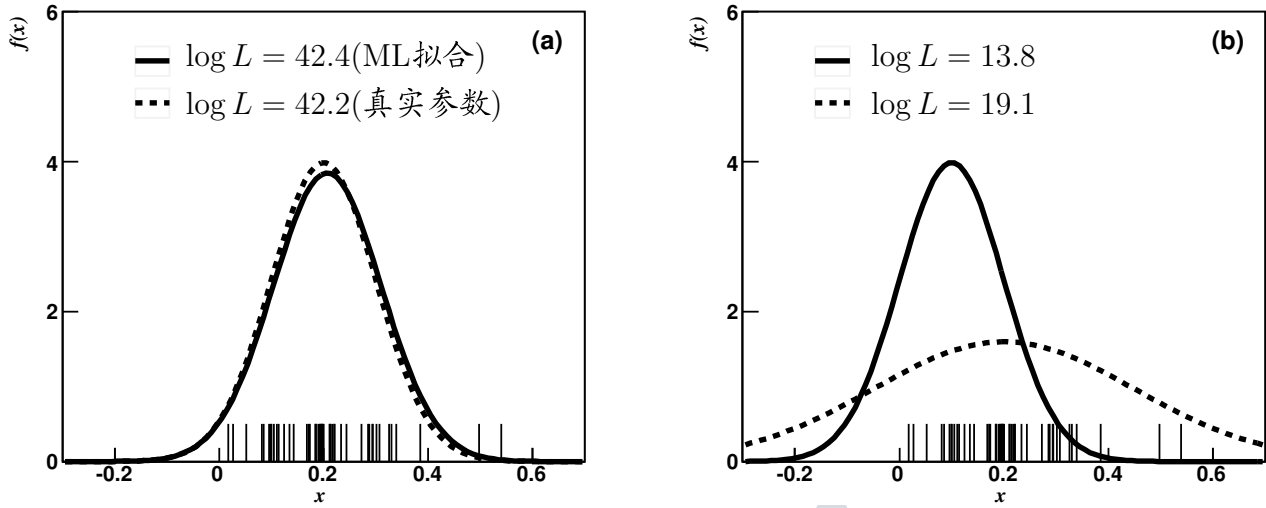 f(x)
6
4
2
0
(a)
log L = 42.4(ML拟合)
log L = 42.2(真实参数)
-0.2
0
0.2
0.4
0.6
x
f(x)
6
4
2
0
(b)
log L = 13.8
log L = 19.1
-0.2
0
0.2
0.4
0.6
x